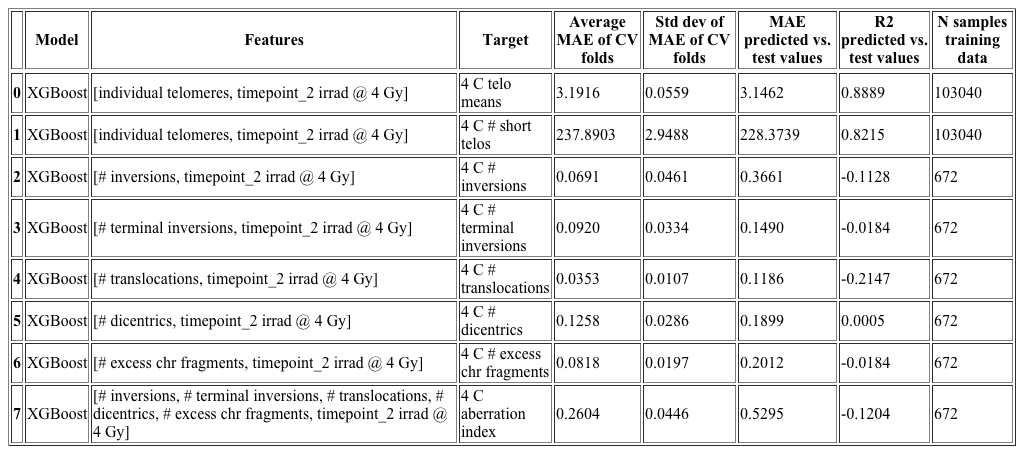 Model Features Target Average MAE of CV folds Std dev of MAE of CV folds MAE predicted vs. test values R2 predicted vs. test values N samples training data
0 XGBoost [individual telomeres, timepoint_2 irrad @ 4 Gy] 4 C telo means 3.1916 0.0559 3.1462 0.8889 103040
1 XGBoost [individual telomeres, timepoint_2 irrad @ 4 Gy] 4 C # short telos 237.8903 2.9488 228.3739 0.8215 103040
2 XGBoost [# inversions, timepoint_2 irrad @ 4 Gy] 4 C # inversions 0.0691 0.0461 0.3661 -0.1128 672
3 XGBoost [# terminal inversions, timepoint_2 irrad @ 4 Gy] 4 C # terminal inversions 0.0920 0.0334 0.1490 -0.0184 672
4 XGBoost [# translocations, timepoint_2 irrad @ 4 Gy] 4 C # translocations 0.0353 0.0107 0.1186 -0.2147 672
5 XGBoost [# dicentrics, timepoint_2 irrad @ 4 Gy] 4 C # dicentrics 0.1258 0.0286 0.1899 0.0005 672
6 XGBoost [# excess chr fragments, timepoint_2 irrad @ 4 Gy] 4 C # excess chr fragments 0.0818 0.0197 0.2012 -0.0184 672
7 XGBoost [# inversions, # terminal inversions, # translocations, # dicentrics, # excess chr fragments, timepoint_2 irrad @ 4 Gy] 4 C aberration index 0.2604 0.0446 0.5295 -0.1204 672